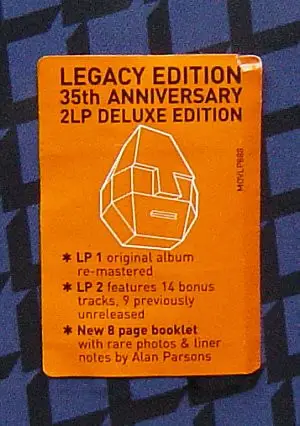 LEGACY EDITION
35th ANNIVERSARY
2LP DELUXE EDITION
MOVLP688
* LP 1 original album
re-mastered
* LP 2 features 14 bonus
tracks, 9 previously
unreleased
* New 8 page booklet
with rare photos & liner
notes by Alan Parsons